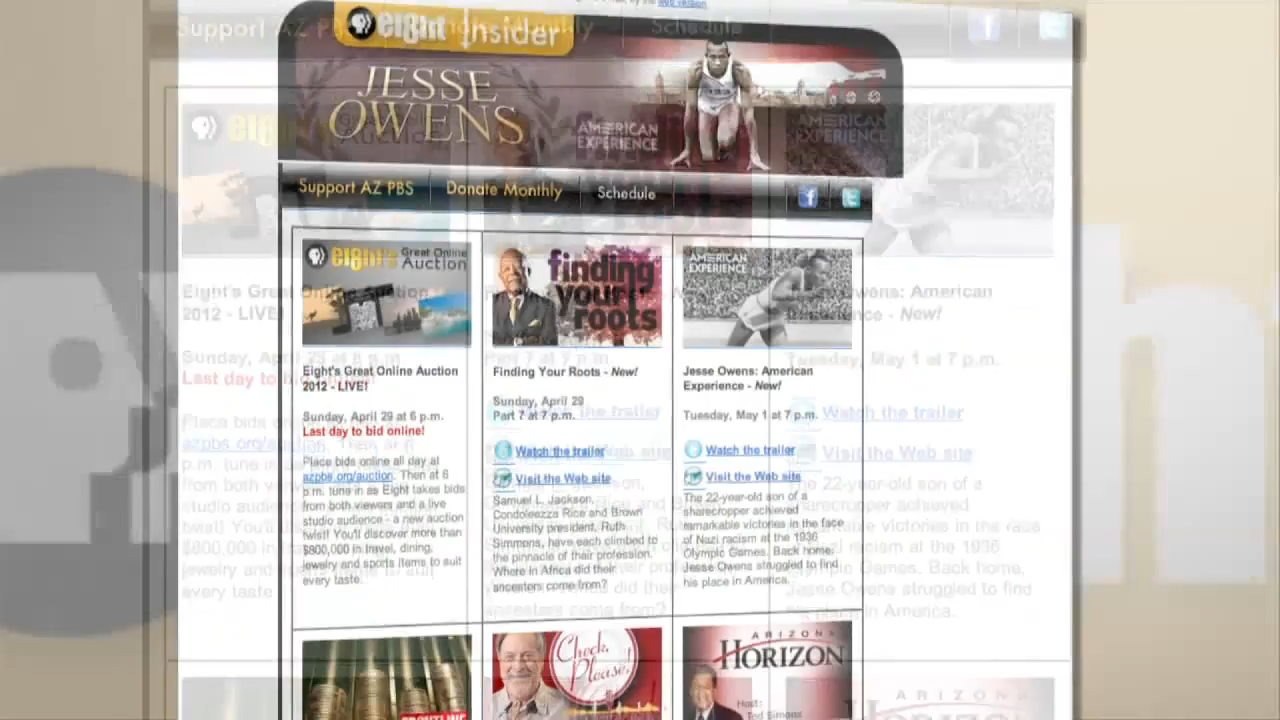 eight insider
JESSE
OWENS
AMERICAN
EXPERIENCE
Support AZ PBS
Donate Monthly
Schedule
eight's Great Online
Auction
Eight's Great Online Auction
2012 - LIVE!
Sunday, April 29 at 6 p.m.
Last day to bid online!
Place bids online all day at
azpbs.org/auction. Then at 6
p.m. tune in as Eight takes bids
from both viewers and a live
studio audience - a new auction
twist! You'll discover more than
$800,000 in travel, dining,
jewelry and sports items to suit
every taste.
finding
your
roots
Finding Your Roots - New!
Sunday, April 29
Part 7 at 7 p.m.
Watch the trailer
Visit the Web site
Samuel L. Jackson,
Condoleezza Rice and Brown
University president, Ruth
Simmons, have each climbed to
the pinnacle of their profession.
Where in Africa did their
ancestors come from?
AMERICAN
EXPERIENCE
Jesse Owens: American
Experience - New!
Tuesday, May 1 at 7 p.m.
Watch the trailer
Visit the Web site
The 22-year-old son of a
sharecropper achieved
remarkable victories in the face
of Nazi racism at the 1936
Olympic Games. Back home,
Jesse Owens struggled to find
his place in America.
FRONTLINE
Check,
Please!
ARIZONA
HORIZON
Host:
Ted Simons